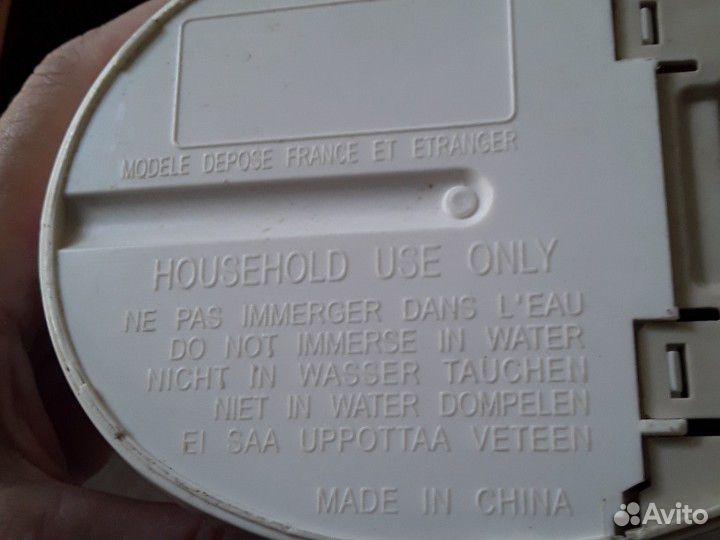 MODELE DEPOSE FRANCE ET ETRANGER
HOUSEHOLD USE ONLY
NE PAS IMMERGER DANS L'EAU
DO NOT IMMERSE IN WATER
NICHT IN WASSER TAUCHEN
NIET IN WATER DOMPELEN
EI SAA UPPOTTAA VETEEN
MADE IN CHINA
Avito